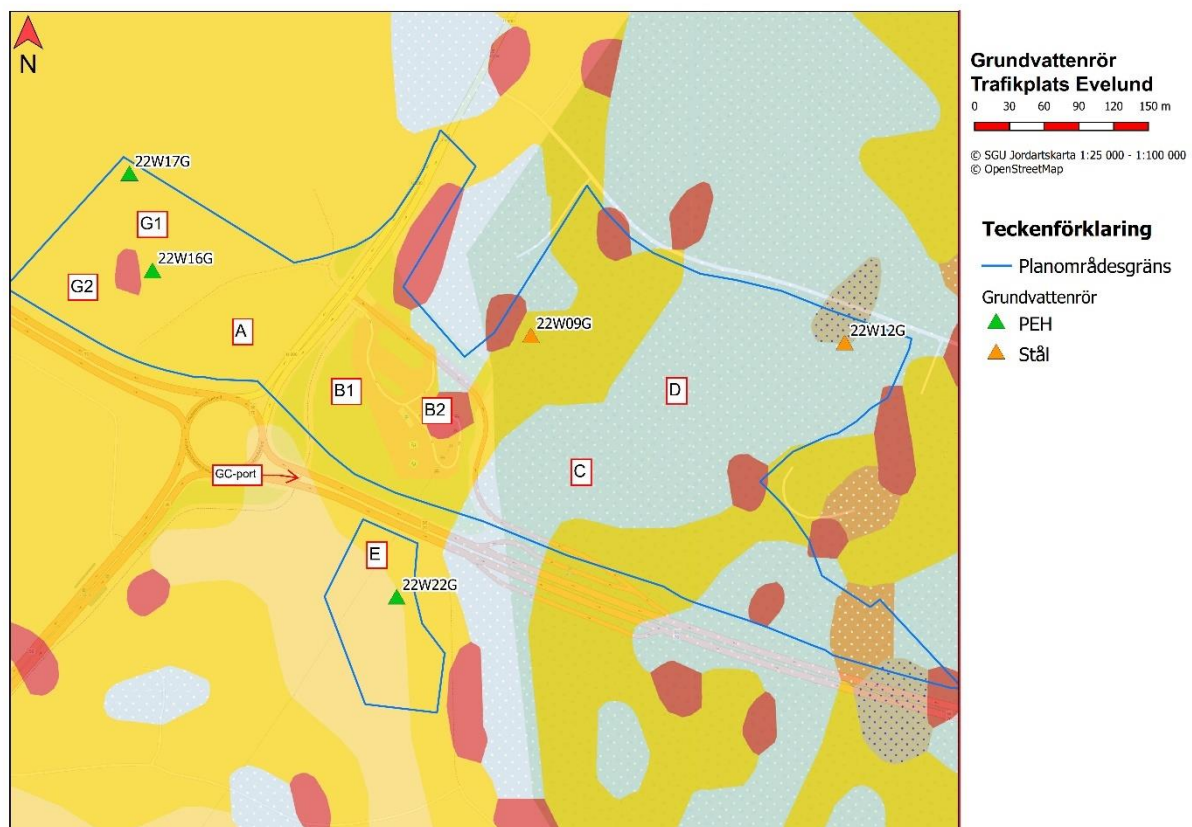 N
22W17G
G1
22W16G
G2
A
22W09G
22W12G
B1
B2
D
C
GC-port
E
22W22G
Grundvattenrör
Trafikplats Evelund
0 30 60 90 120 150 m
© SGU Jordartskarta 1:25 000 - 1:100 000
© OpenStreetMap
Teckenförklaring
Planområdesgräns
Grundvattenrör
PEH
Stål